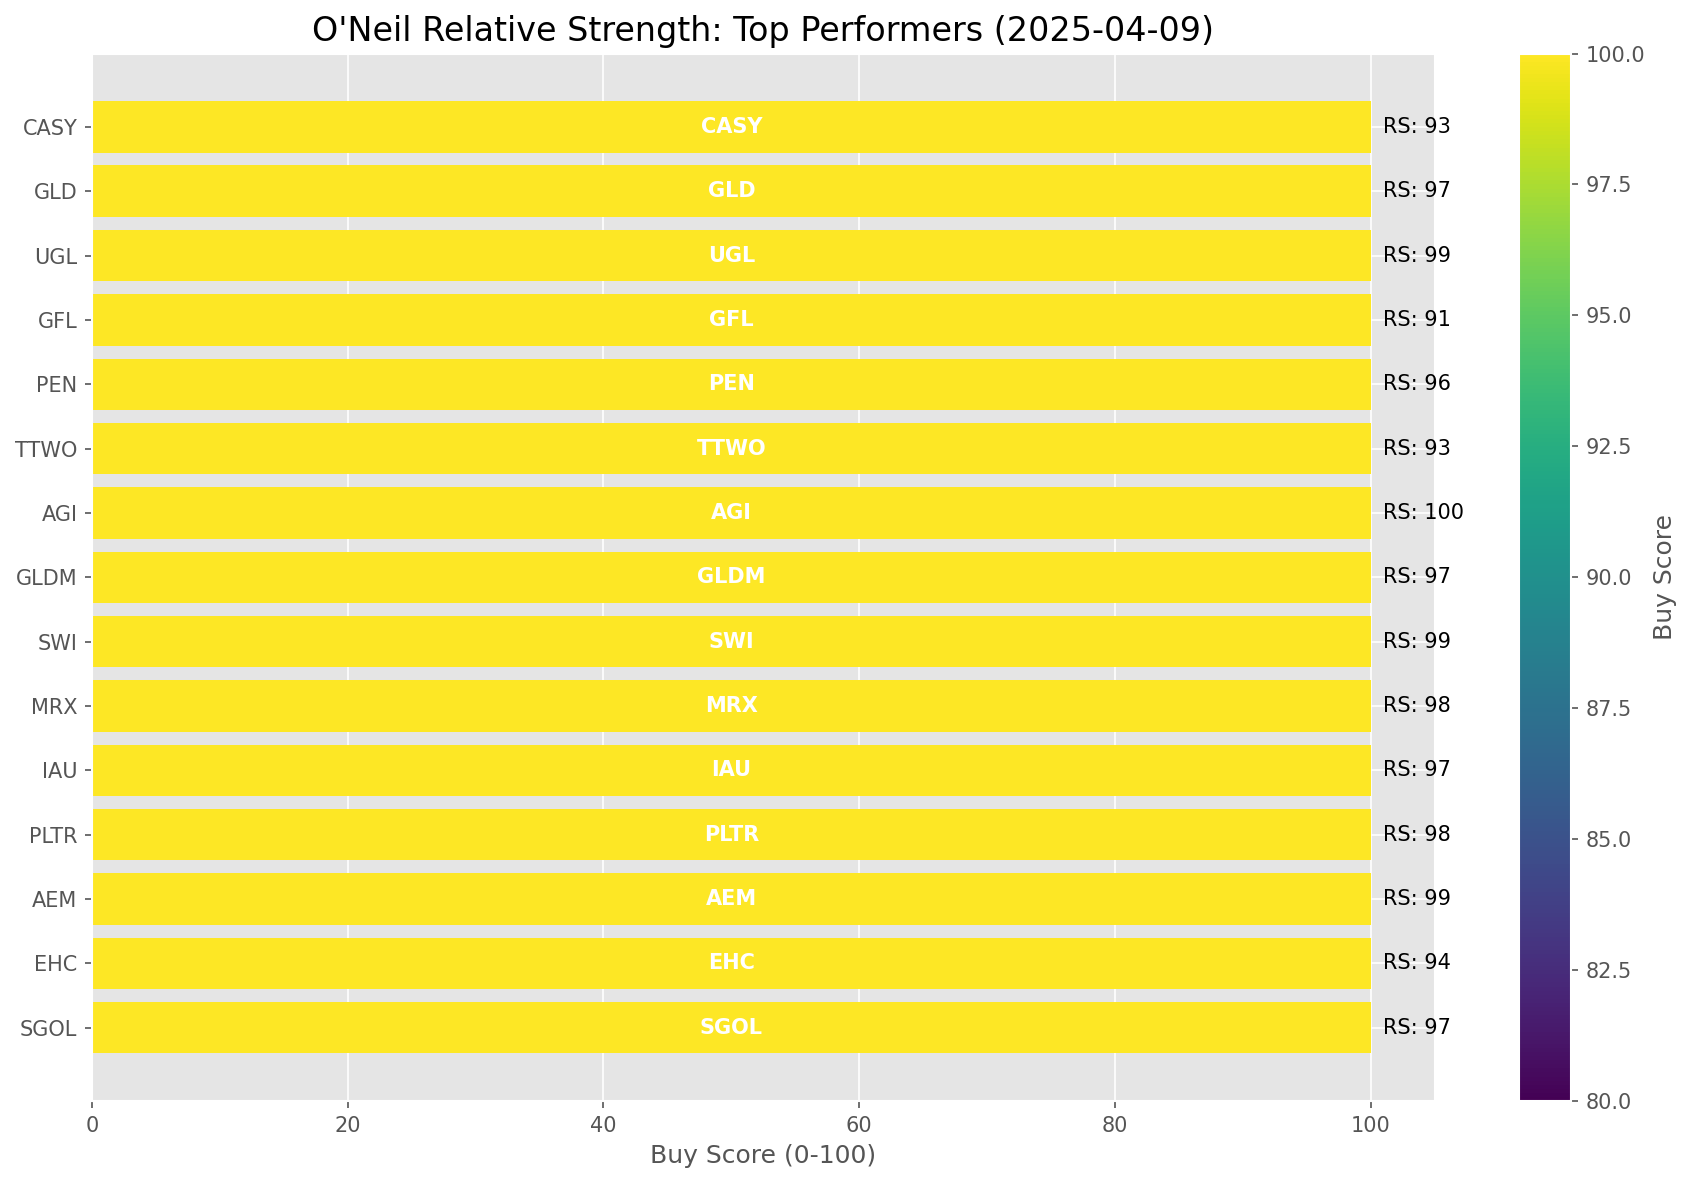 O'Neil Relative Strength: Top Performers (2025-04-09)
CASY CASY RS: 93
GLD GLD RS: 97
UGL UGL RS: 99
GFL GFL RS: 91
PEN PEN RS: 96
TTWO TTWO RS: 93
AGI AGI RS: 100
GLDM GLDM RS: 97
SWI SWI RS: 99
MRX MRX RS: 98
IAU IAU RS: 97
PLTR PLTR RS: 98
AEM AEM RS: 99
EHC EHC RS: 94
SGOL SGOL RS: 97
0 20 40 60 80 100
Buy Score (0-100)
100.0
97.5
95.0
92.5
90.0
87.5
85.0
82.5
80.0
Buy Score